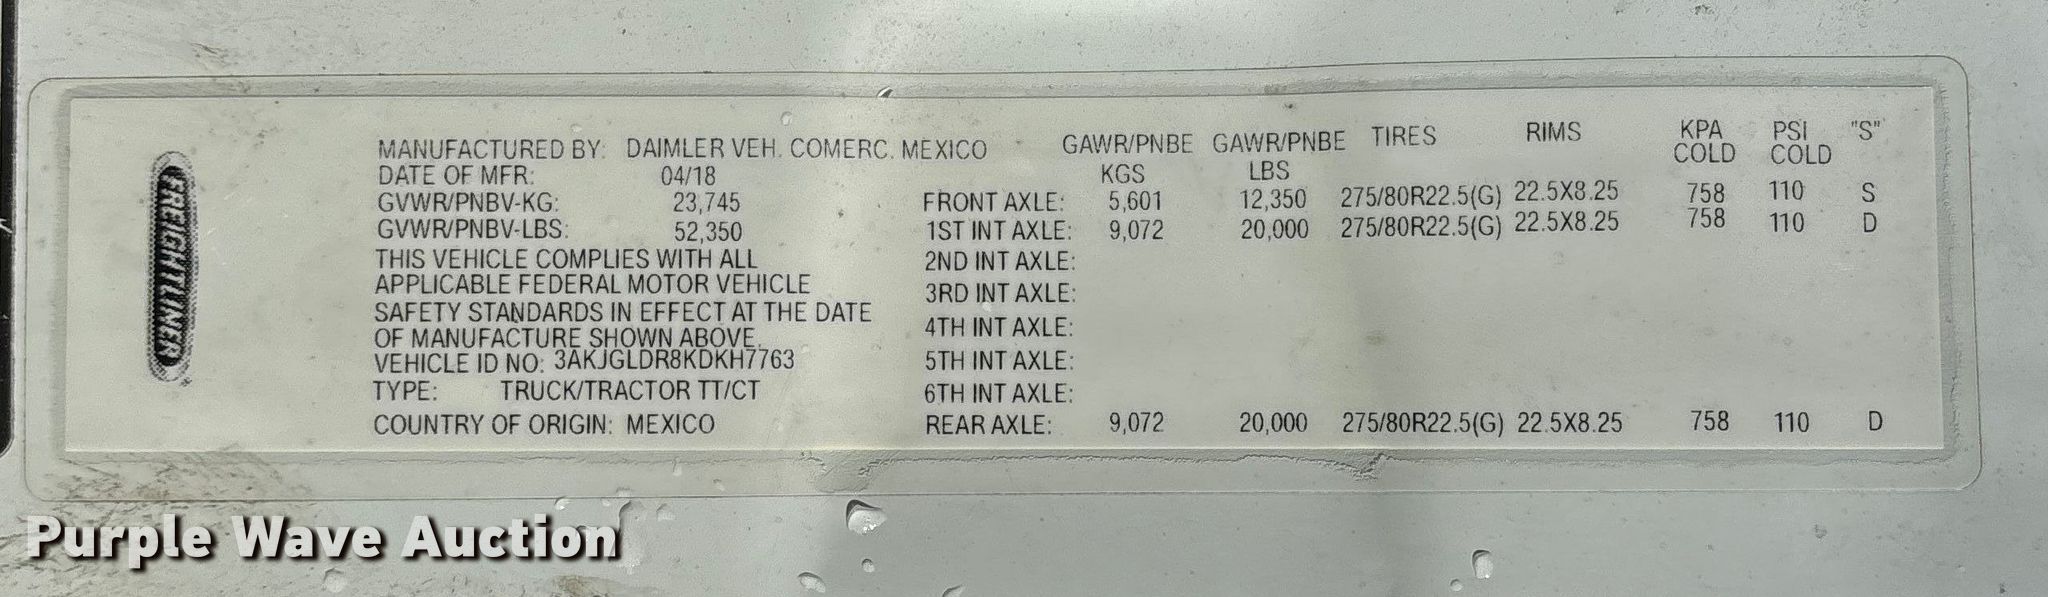 FREIGHTLINER
MANUFACTURED BY: DAIMLER VEH. COMERC. MEXICO
DATE OF MFR: 04/18
GVWR/PNBV-KG: 23,745
GVWR/PNBV-LBS: 52,350
THIS VEHICLE COMPLIES WITH ALL
APPLICABLE FEDERAL MOTOR VEHICLE
SAFETY STANDARDS IN EFFECT AT THE DATE
OF MANUFACTURE SHOWN ABOVE.
VEHICLE ID NO: 3AKJGLDR8KDKH7763
TYPE: TRUCK/TRACTOR TT/CT
COUNTRY OF ORIGIN: MEXICO
GAWR/PNBE KGS GAWR/PNBE LBS TIRES RIMS KPA COLD PSI COLD "S"
FRONT AXLE: 5,601 12,350 275/80R22.5(G) 22.5X8.25 758 110 S
1ST INT AXLE: 9,072 20,000 275/80R22.5(G) 22.5X8.25 758 110 D
2ND INT AXLE:
3RD INT AXLE:
4TH INT AXLE:
5TH INT AXLE:
6TH INT AXLE:
REAR AXLE: 9,072 20,000 275/80R22.5(G) 22.5X8.25 758 110 D
Purple Wave Auction